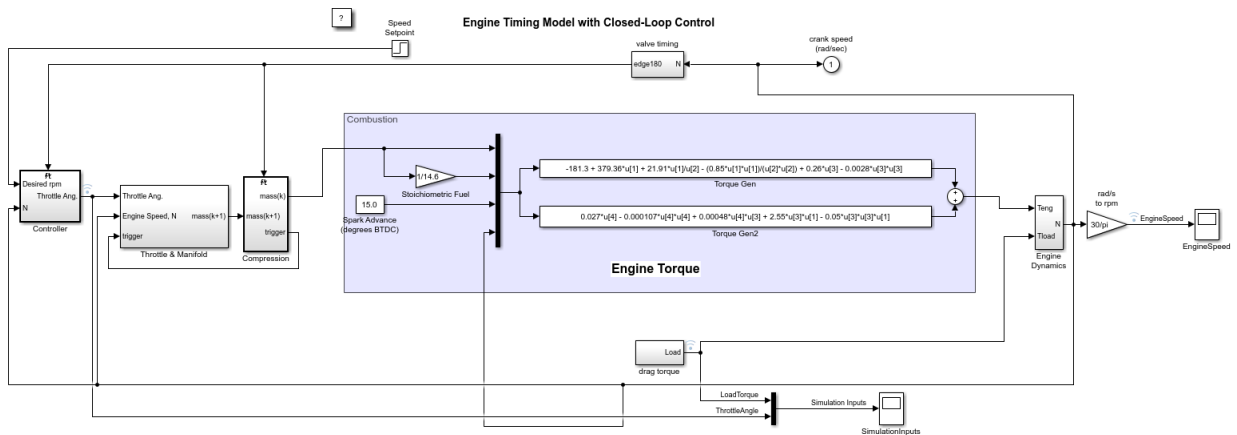 ?
Engine Timing Model with Closed-Loop Control
Speed
Setpoint
valve timing
edge180
N
crank speed
(rad/sec)
1
Combustion
Desired rpm
Throttle Ang.
N
Controller
Throttle Ang.
Engine Speed, N
mass(k+1)
trigger
Throttle & Manifold
mass(k)
mass(k+1)
trigger
Compression
1/14.6
Stoichiometric Fuel
15.0
Spark Advance
(degrees BTDC)
-181.3 + 379.36*u[1] + 21.91*u[1]/u[2] - (0.85*u[1]*u[1])/(u[2]*u[2]) + 0.26*u[3] - 0.0028*u[3]*u[3]
Torque Gen
0.027*u[4] - 0.000107*u[4]*u[4] + 0.00048*u[4]*u[3] + 2.55*u[3]*u[1] - 0.05*u[3]*u[3]*u[1]
Torque Gen2
+
+
Engine Torque
Teng
N
Tload
Engine
Dynamics
rad/s
to rpm
30/pi
EngineSpeed
EngineSpeed
Load
drag torque
LoadTorque
ThrottleAngle
Simulation Inputs
SimulationInputs